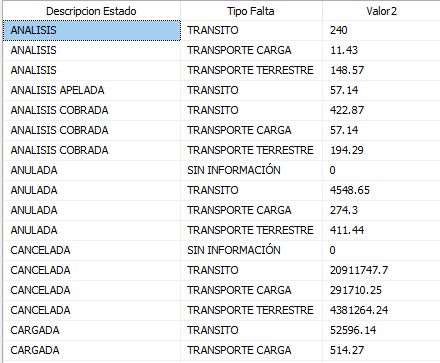 Descripcion Estado Tipo Falta Valor2
ANALISIS TRANSITO 240
ANALISIS TRANSPORTE CARGA 11.43
ANALISIS TRANSPORTE TERRESTRE 148.57
ANALISIS APELADA TRANSITO 57.14
ANALISIS COBRADA TRANSITO 422.87
ANALISIS COBRADA TRANSPORTE CARGA 57.14
ANALISIS COBRADA TRANSPORTE TERRESTRE 194.29
ANULADA SIN INFORMACIÓN 0
ANULADA TRANSITO 4548.65
ANULADA TRANSPORTE CARGA 274.3
ANULADA TRANSPORTE TERRESTRE 411.44
CANCELADA SIN INFORMACIÓN 0
CANCELADA TRANSITO 20911747.7
CANCELADA TRANSPORTE CARGA 291710.25
CANCELADA TRANSPORTE TERRESTRE 4381264.24
CARGADA TRANSITO 52596.14
CARGADA TRANSPORTE CARGA 514.27